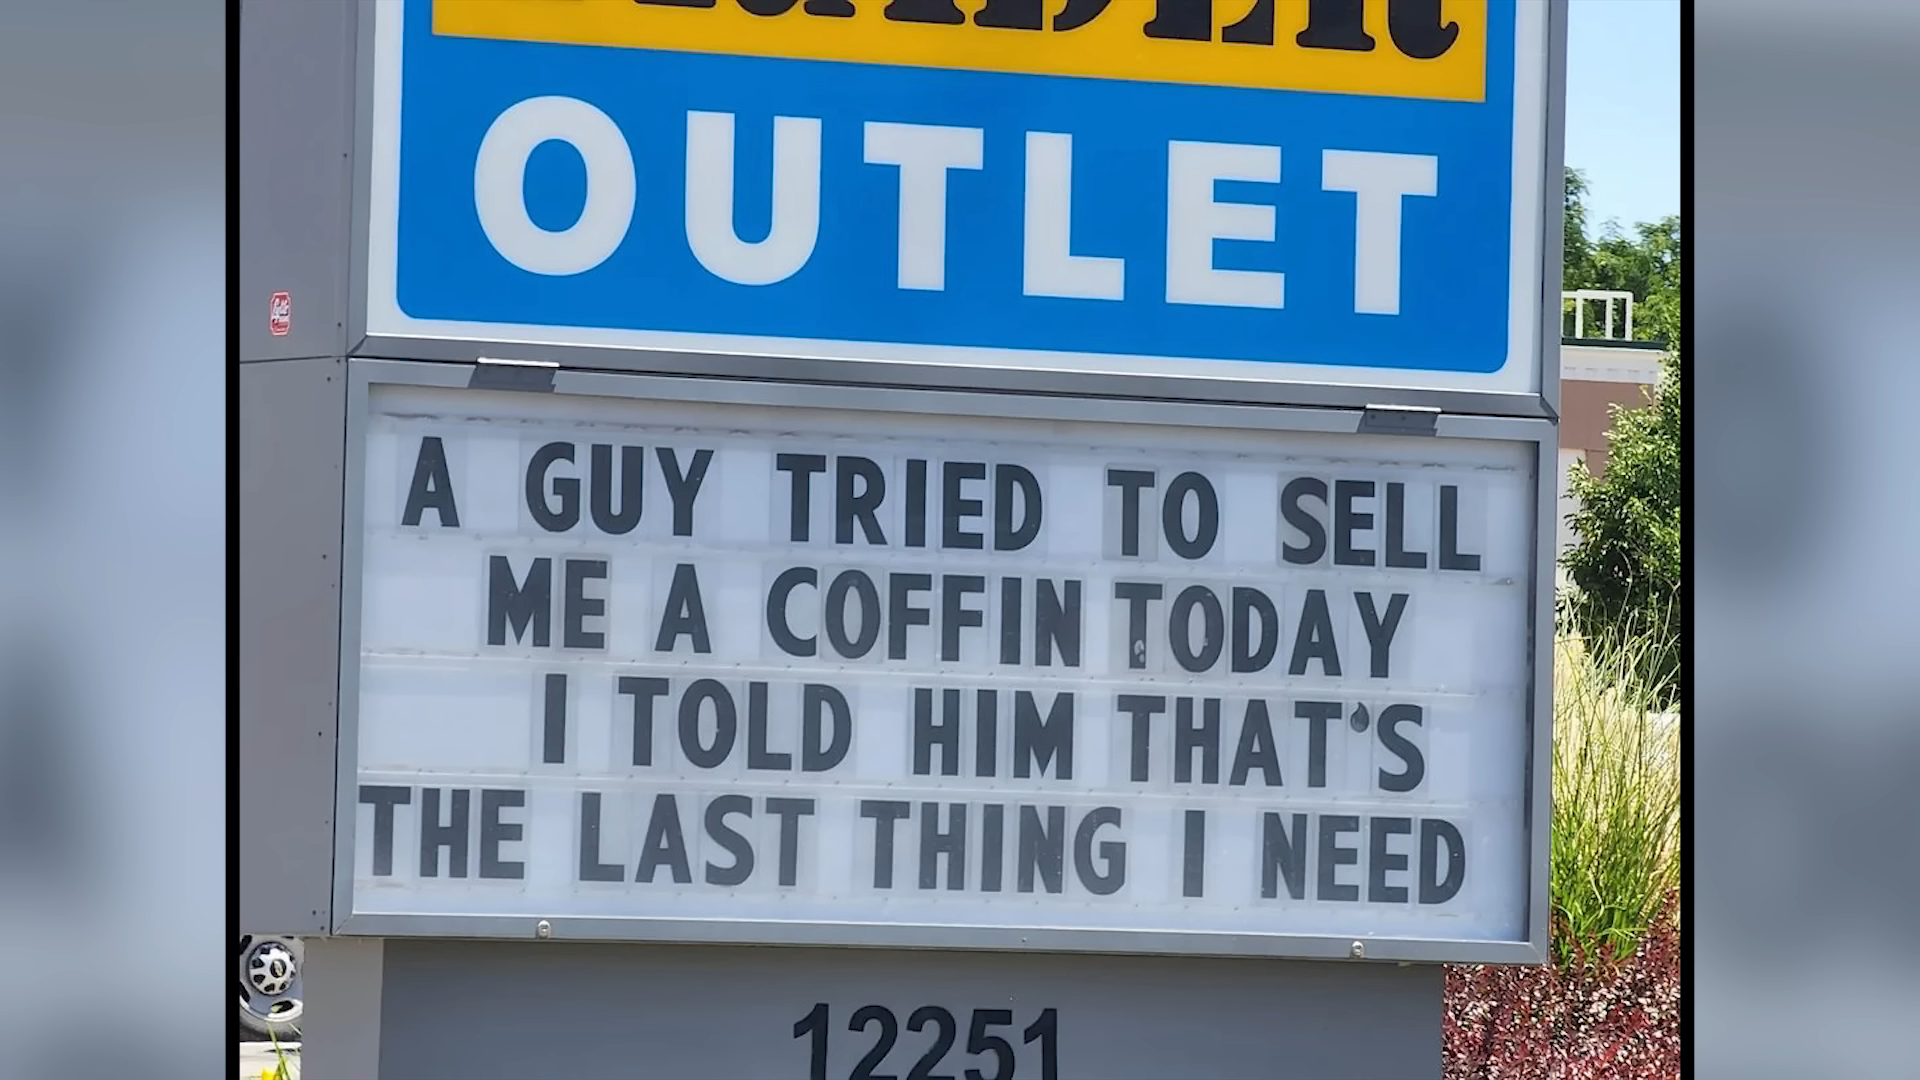 OUTLET
A GUY TRIED TO SELL
ME A COFFIN TODAY
I TOLD HIM THAT'S
THE LAST THING I NEED
12251